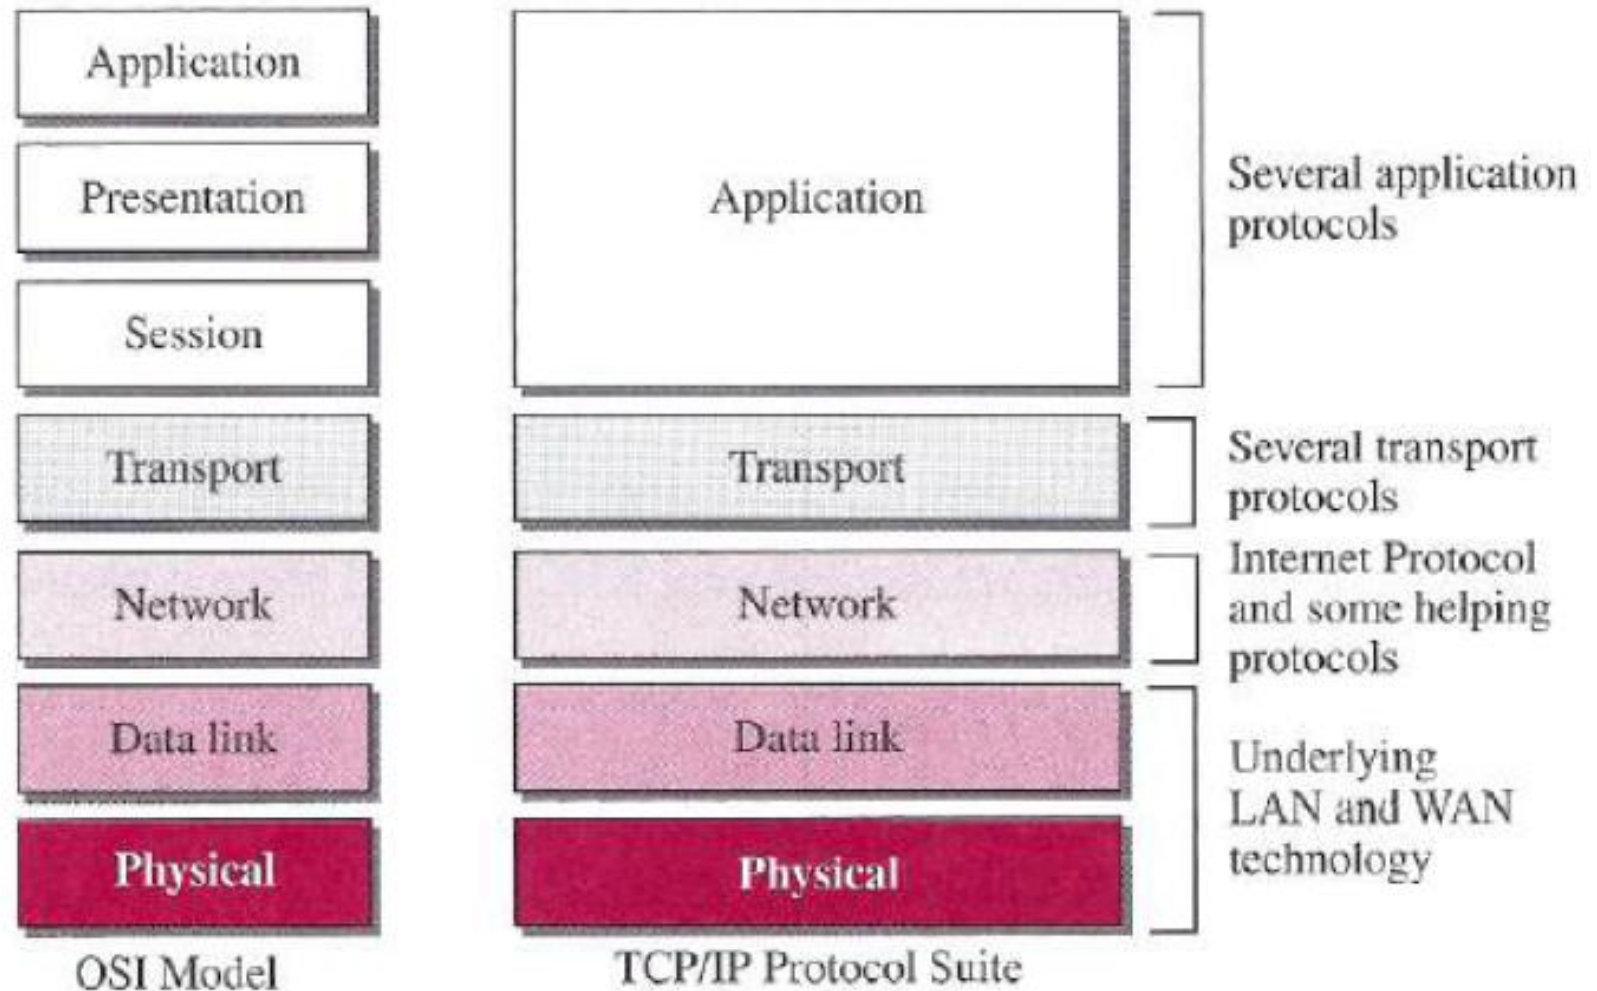 Application
Presentation
Session
Transport
Network
Data link
Physical
OSI Model
Application
Transport
Network
Data link
Physical
TCP/IP Protocol Suite
Several application
protocols
Several transport
protocols
Internet Protocol
and some helping
protocols
Underlying
LAN and WAN
technology